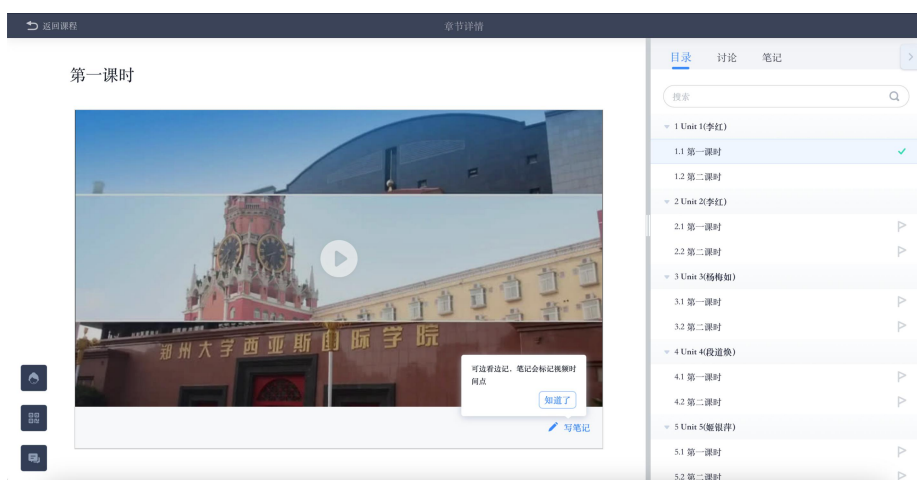 返回课程
章节详情
第一课时
郑州大学西亚斯国际学院
可边看边记,笔记会标记视频时
间点
知道了
写笔记
目录 讨论 笔记
搜索
1 Unit 1(李红)
1.1 第一课时
1.2 第二课时
2 Unit 2(李红)
2.1 第一课时
2.2 第二课时
3 Unit 3(杨梅如)
3.1 第一课时
3.2 第二课时
4 Unit 4(段道焕)
4.1 第一课时
4.2 第二课时
5 Unit 5(姬银萍)
5.1 第一课时
5.2 第二课时